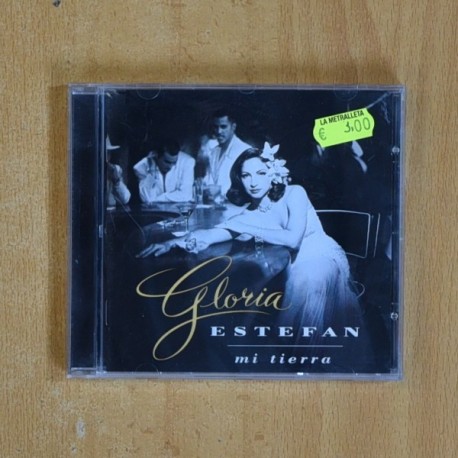 LA METRALLETA
€ 3,00
Gloria
ESTEFAN
mi tierra